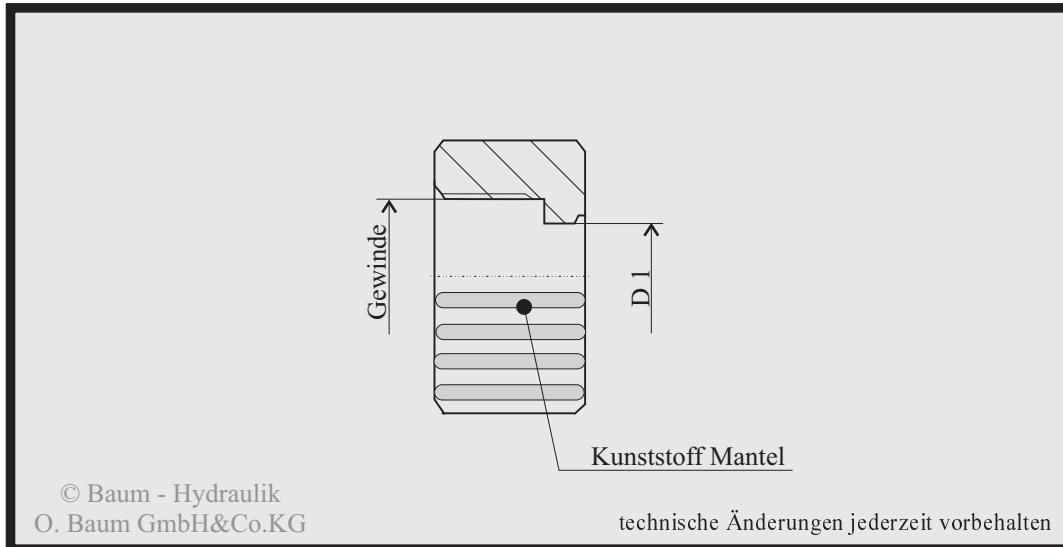 Gewinde
D 1
Kunststoff Mantel
© Baum - Hydraulik
O. Baum GmbH&Co.KG
technische Änderungen jederzeit vorbehalten